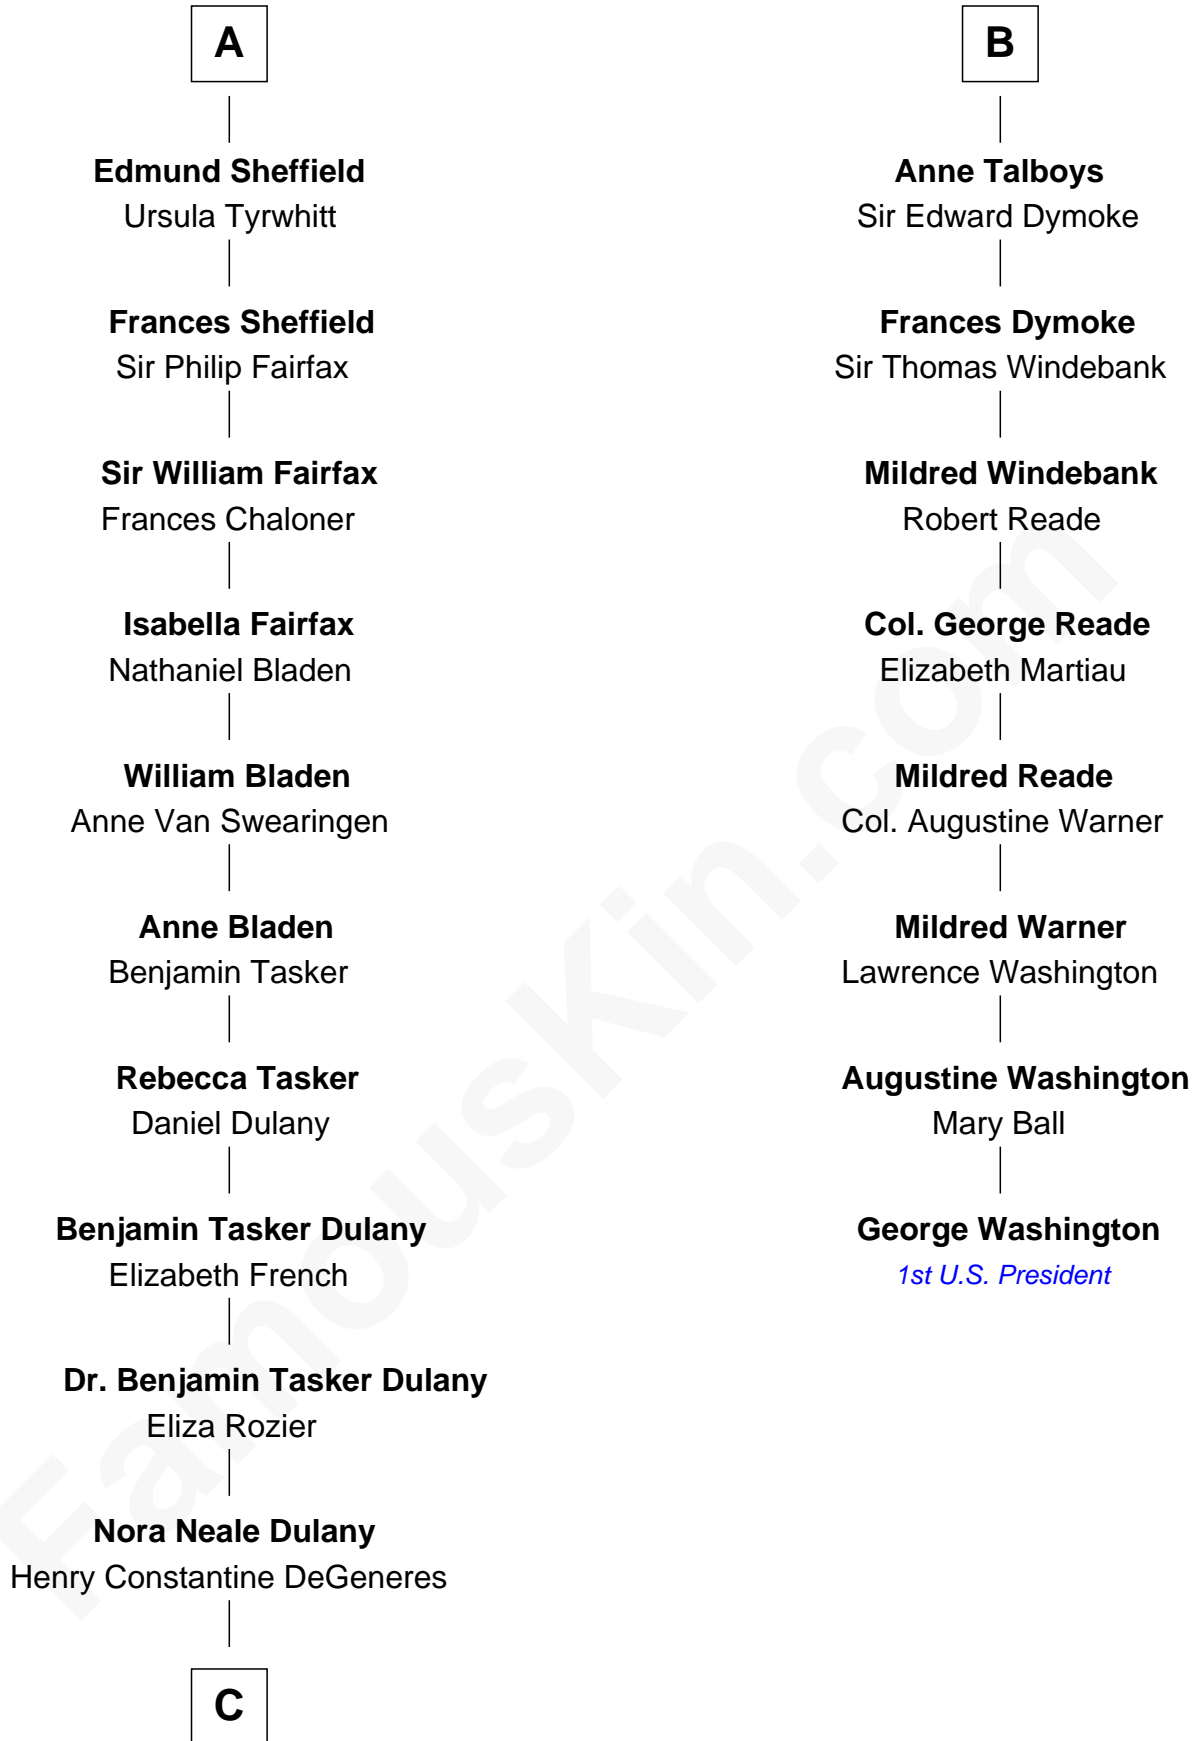 A
Edmund Sheffield
Ursula Tyrwhitt
Frances Sheffield
Sir Philip Fairfax
Sir William Fairfax
Frances Chaloner
Isabella Fairfax
Nathaniel Bladen
William Bladen
Anne Van Swearingen
Anne Bladen
Benjamin Tasker
Rebecca Tasker
Daniel Dulany
Benjamin Tasker Dulany
Elizabeth French
Dr. Benjamin Tasker Dulany
Eliza Rozier
Nora Neale Dulany
Henry Constantine DeGeneres
C
B
Anne Talboys
Sir Edward Dymoke
Frances Dymoke
Sir Thomas Windebank
Mildred Windebank
Robert Reade
Col. George Reade
Elizabeth Martiau
Mildred Reade
Col. Augustine Warner
Mildred Warner
Lawrence Washington
Augustine Washington
Mary Ball
George Washington
1st U.S. President
FamousKin.com